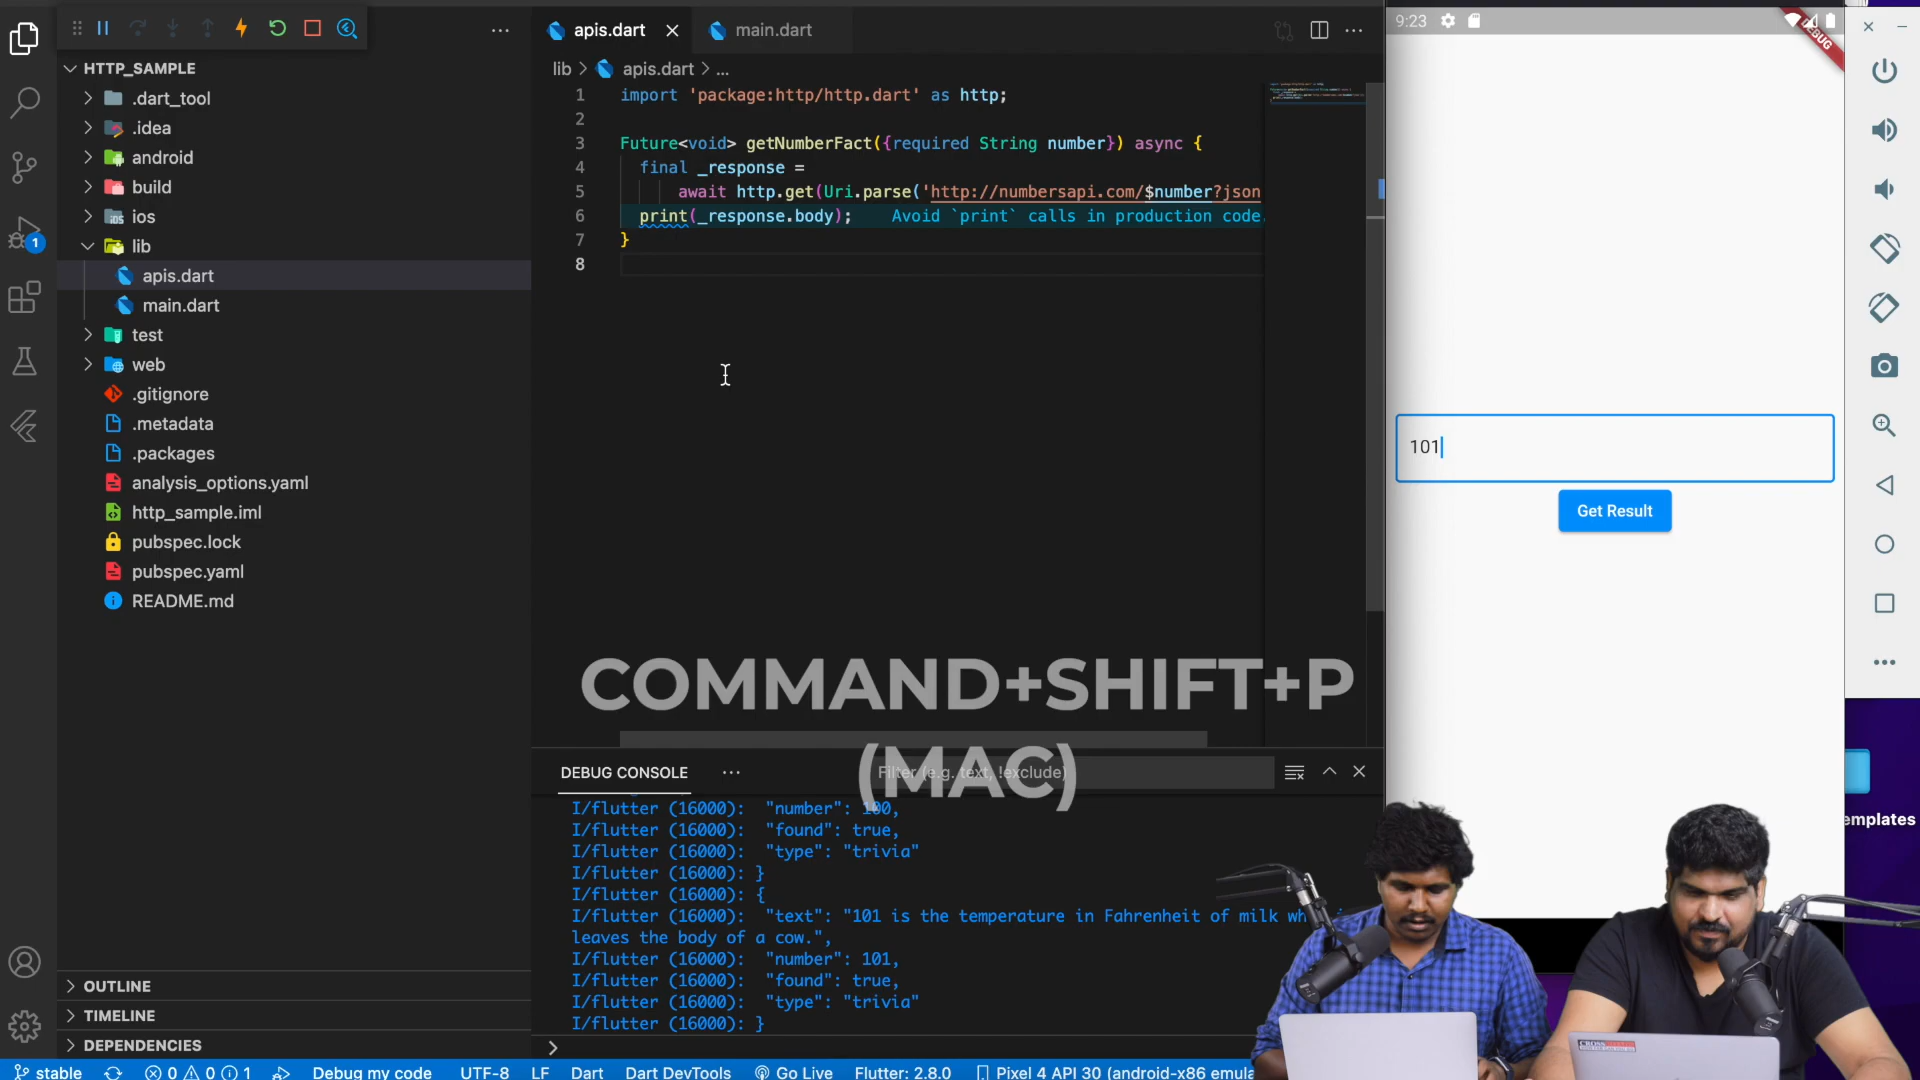 apis.dart
main.dart
9:23
DEBUG
HTTP_SAMPLE
.dart_tool
.idea
android
build
ios
lib
apis.dart
main.dart
test
web
.gitignore
.metadata
.packages
analysis_options.yaml
http_sample.iml
pubspec.lock
pubspec.yaml
README.md
1
OUTLINE
TIMELINE
DEPENDENCIES
lib > apis.dart > ...
1 import 'package:http/http.dart' as http;
2
3 Future<void> getNumberFact({required String number}) async {
4 final _response =
5 await http.get(Uri.parse('http://numbersapi.com/$number?json
6 print(_response.body); Avoid `print` calls in production code.
7 }
8
101
Get Result
COMMAND+SHIFT+P
(MAC)
DEBUG CONSOLE
Filter (e.g. text, !exclude)
I/flutter (16000): "number": 100,
I/flutter (16000): "found": true,
I/flutter (16000): "type": "trivia"
I/flutter (16000): }
I/flutter (16000): {
I/flutter (16000): "text": "101 is the temperature in Fahrenheit of milk
leaves the body of a cow.",
I/flutter (16000): "number": 101,
I/flutter (16000): "found": true,
I/flutter (16000): "type": "trivia"
I/flutter (16000): }
emplates
stable 0 0 1 Debug my code UTF-8 LF Dart Dart DevTools Go Live Flutter: 2.8.0 Pixel 4 API 30 (android-x86 emula